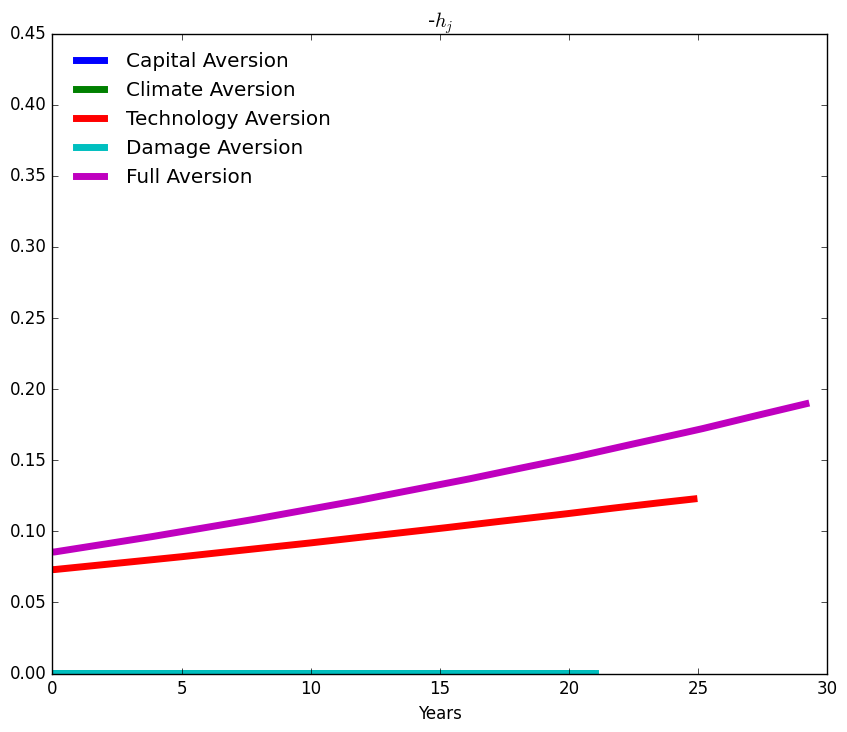 -h_j
0.45
Capital Aversion
Climate Aversion
Technology Aversion
Damage Aversion
Full Aversion
0.40
0.35
0.30
0.25
0.20
0.15
0.10
0.05
0.00
0 5 10 15 20 25 30
Years